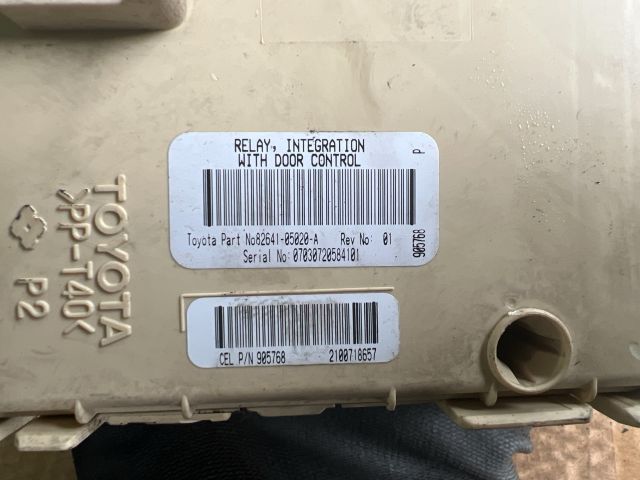 RELAY, INTEGRATION
WITH DOOR CONTROL
P
Toyota Part No82641-05020-A Rev No: 01
Serial No: 07030720584101
905768
CEL P/N 905768 2100718657
TOYOTA
>PP-T40<
P2